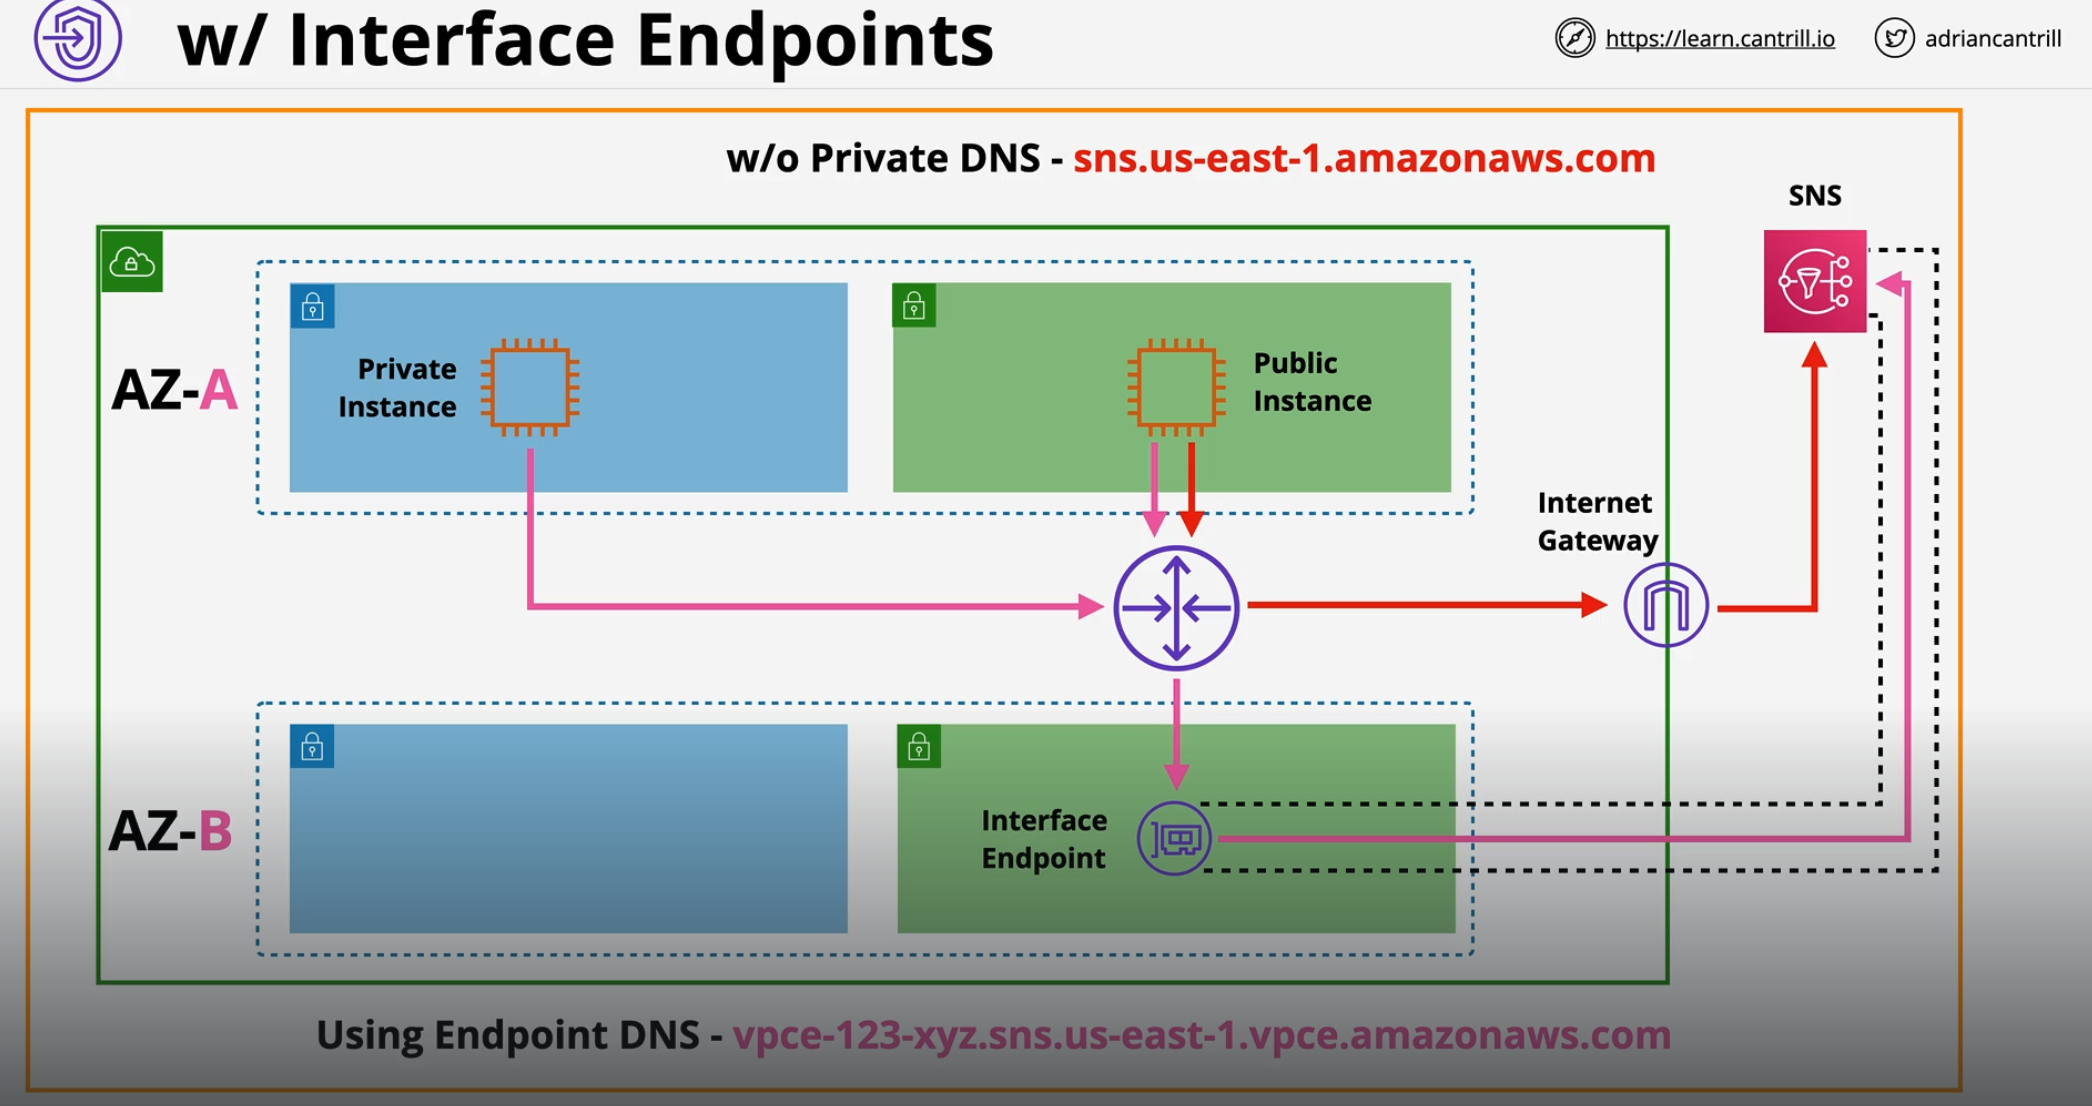 w/ Interface Endpoints
https://learn.cantrill.io
adriancantrill
w/o Private DNS - sns.us-east-1.amazonaws.com
SNS
AZ-A
Private
Instance
Public
Instance
Internet
Gateway
AZ-B
Interface
Endpoint
Using Endpoint DNS - vpce-123-xyz.sns.us-east-1.vpce.amazonaws.com